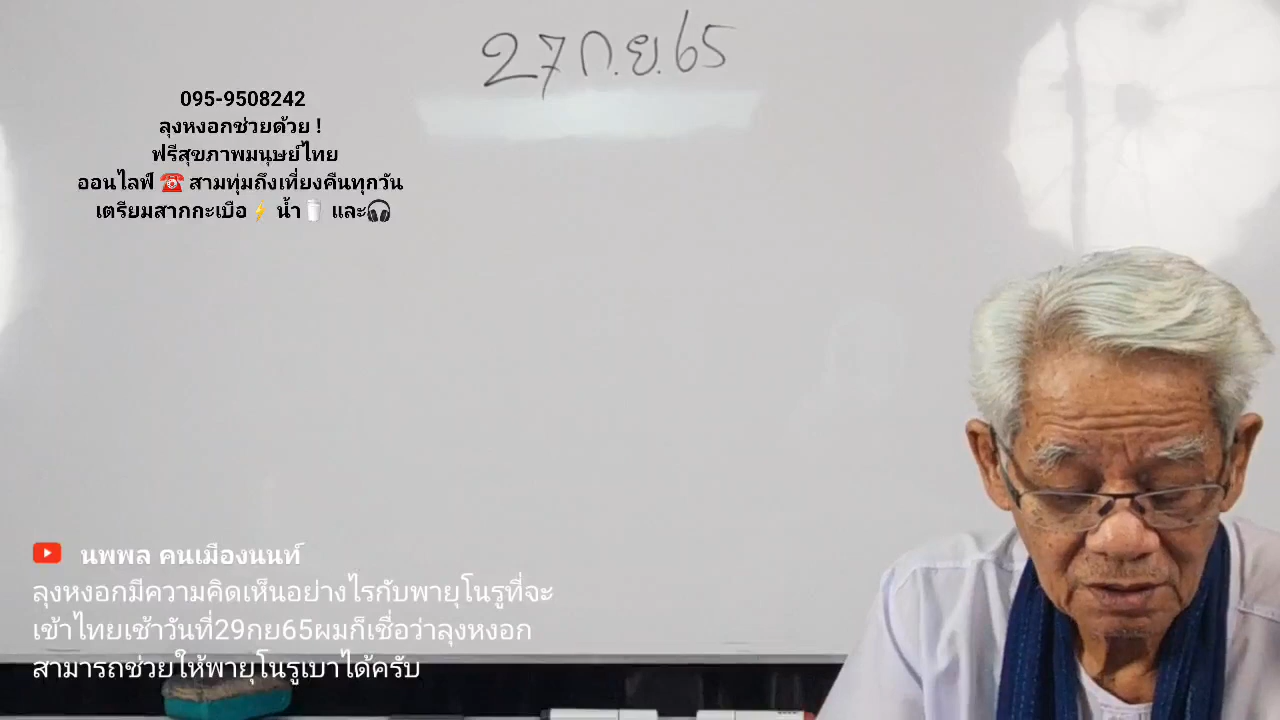 27 ก.ย. 65
095-9508242
ลุงหงอกช่วยด้วย !
ฟรีสุขภาพมนุษย์ไทย
ออนไลฟ์ ☎️ สามทุ่มถึงเที่ยงคืนทุกวัน
เตรียมสากกะเบือ⚡ น้ำ🥛 และ🎧
นพพล คนเมืองนนท์
ลุงหงอกมีความคิดเห็นอย่างไรกับพายุโนรูที่จะ
เข้าไทยเช้าวันที่29กย65ผมก็เชื่อว่าลุงหงอก
สามารถช่วยให้พายุโนรูเบาได้ครับ